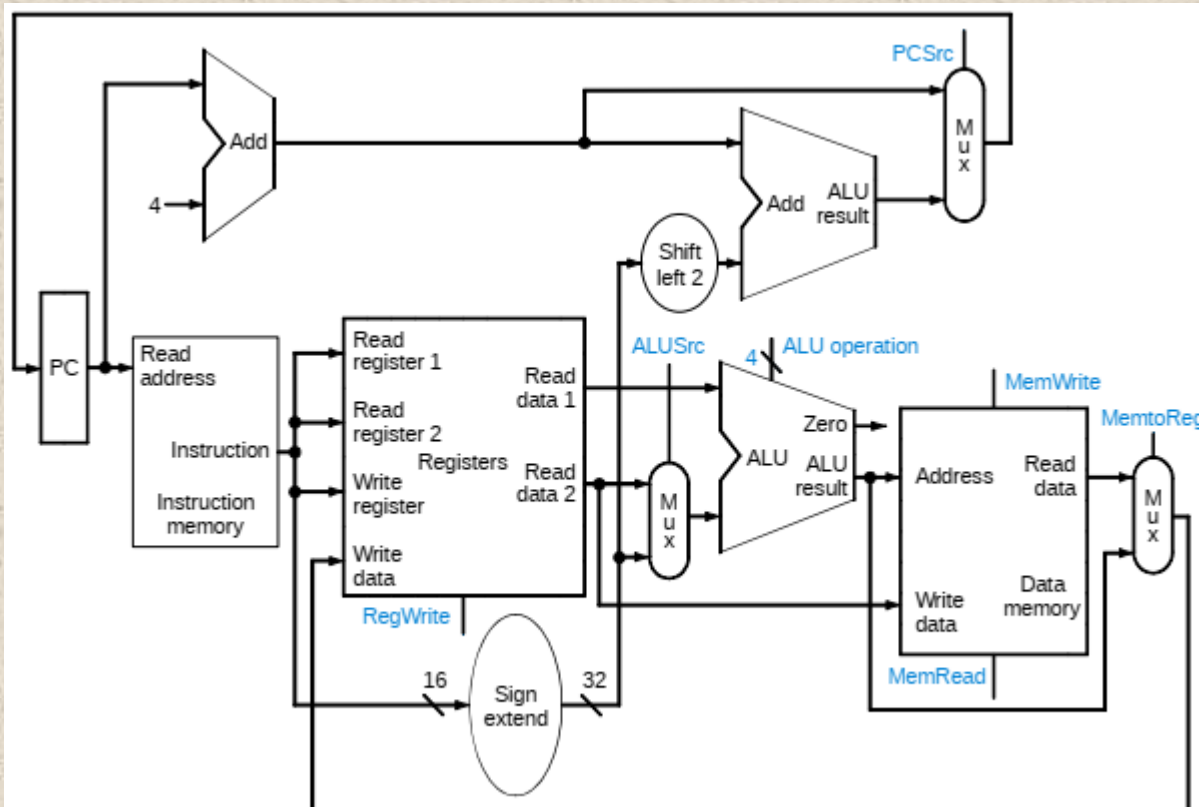 PCSrc
M
u
x
Add
ALU
result
Add
4
Shift
left 2
PC
Read
address
Instruction
Instruction
memory
Read
register 1
Read
register 2
Write
register
Write
data
Registers
Read
data 1
Read
data 2
RegWrite
16
Sign
extend
32
ALUSrc
M
u
x
4
ALU operation
Zero
ALU
ALU
result
MemWrite
Address
Read
data
Write
data
Data
memory
MemRead
MemtoReg
M
u
x